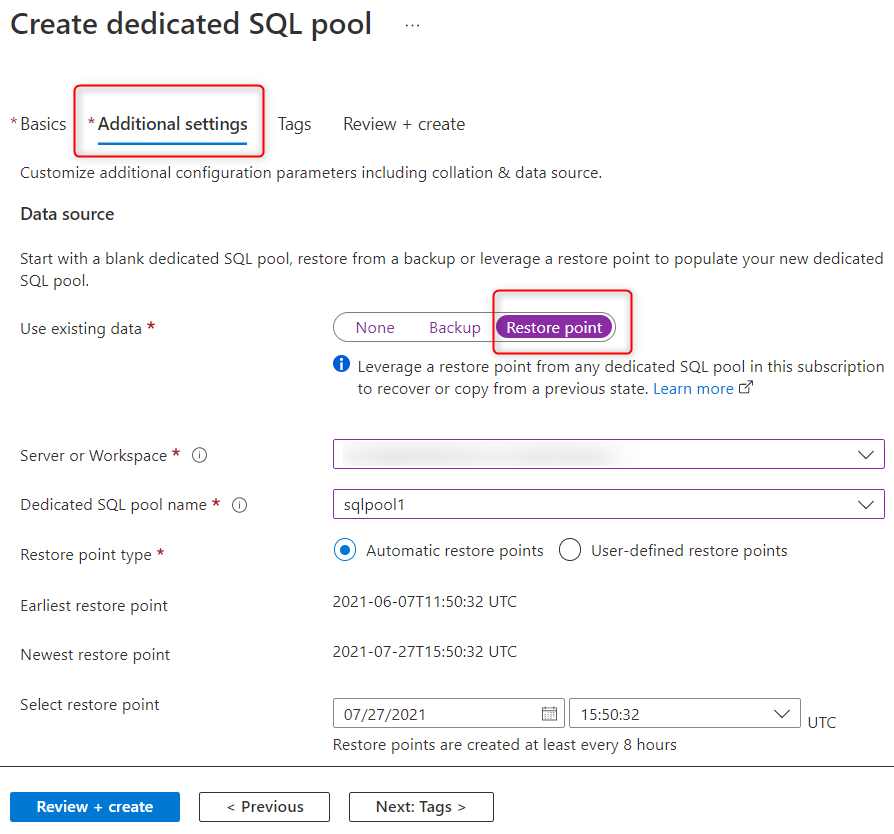 Create dedicated SQL pool ...
* Basics * Additional settings Tags Review + create
Customize additional configuration parameters including collation & data source.
Data source
Start with a blank dedicated SQL pool, restore from a backup or leverage a restore point to populate your new dedicated
SQL pool.
Use existing data * None Backup Restore point
Leverage a restore point from any dedicated SQL pool in this subscription
to recover or copy from a previous state. Learn more
Server or Workspace *
Dedicated SQL pool name * sqlpool1
Restore point type * Automatic restore points User-defined restore points
Earliest restore point 2021-06-07T11:50:32 UTC
Newest restore point 2021-07-27T15:50:32 UTC
Select restore point 07/27/2021 15:50:32 UTC
Restore points are created at least every 8 hours
Review + create < Previous Next: Tags >